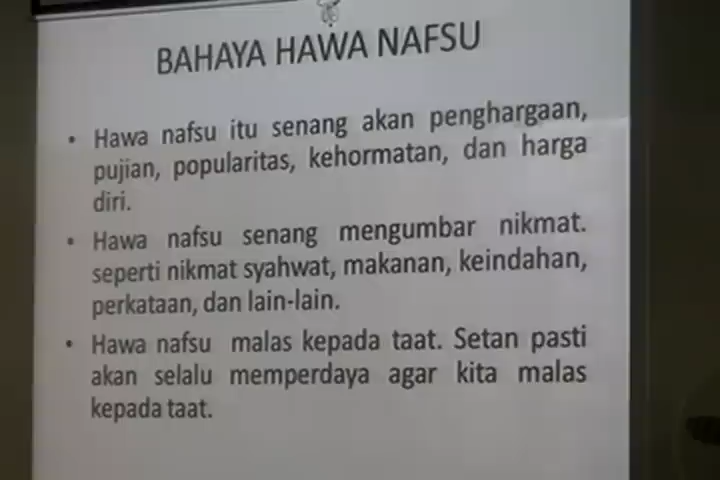 BAHAYA HAWA NAFSU
• Hawa nafsu itu senang akan penghargaan,
pujian, popularitas, kehormatan, dan harga
diri.
• Hawa nafsu senang mengumbar nikmat.
seperti nikmat syahwat, makanan, keindahan,
perkataan, dan lain-lain.
• Hawa nafsu malas kepada taat. Setan pasti
akan selalu memperdaya agar kita malas
kepada taat.